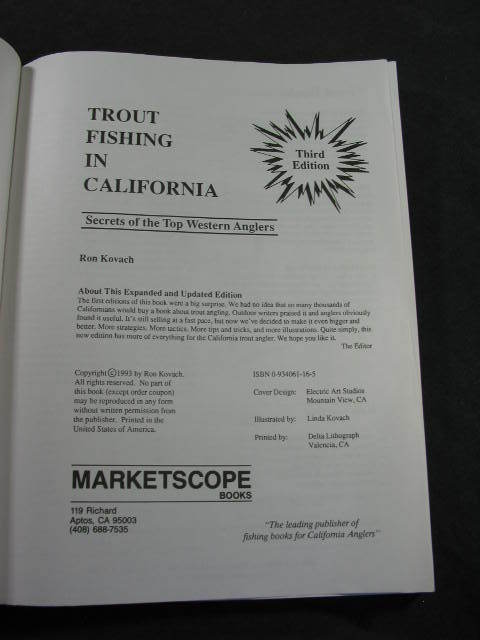 TROUT
FISHING
IN
CALIFORNIA
Third
Edition
Secrets of the Top Western Anglers
Ron Kovach
About This Expanded and Updated Edition
The first editions of this book were a big surprise. We had no idea that so many thousands of
Californians would buy a book about trout angling. Outdoor writers praised it and anglers obviously
found it useful. It's still selling at a fast pace, but now we've decided to make it even bigger and
better. More strategies. More tactics. More tips and tricks, and more illustrations. Quite simply, this
new edition has more of everything for the California trout angler. We hope you like it.
The Editor
Copyright ©1993 by Ron Kovach.
All rights reserved. No part of
this book (except order coupon)
may be reproduced in any form
without written permission from
the publisher. Printed in the
United States of America.
ISBN 0-934061-16-5
Cover Design: Electric Art Studios
Mountain View, CA
Illustrated by: Linda Kovach
Printed by: Delta Lithograph
Valencia, CA
MARKETSCOPE
BOOKS
119 Richard
Aptos, CA 95003
(408) 688-7535
"The leading publisher of
fishing books for California Anglers"